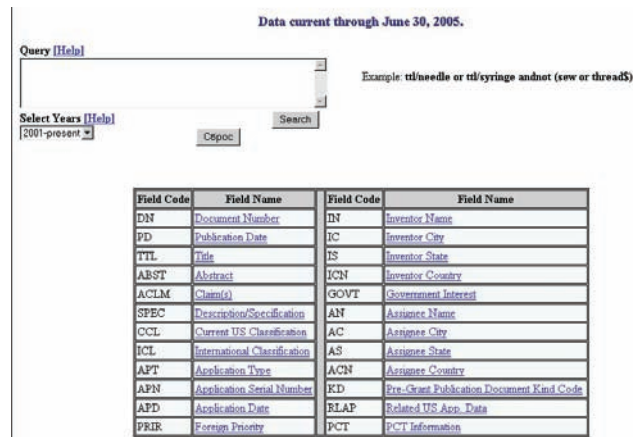 Data current through June 30, 2005.
Query [Help]
Example: ttl/needle or ttl/syringe andnot (sew or thread$)
Select Years [Help]
Search
2001-present
Сброс
Field Code Field Name Field Code Field Name
DN Document Number IN Inventor Name
PD Publication Date IC Inventor City
TTL Title IS Inventor State
ABST Abstract ICN Inventor Country
ACLM Claim(s) GOVT Government Interest
SPEC Description/Specification AN Assignee Name
CCL Current US Classification AC Assignee City
ICL International Classification AS Assignee State
APT Application Type ACN Assignee Country
APN Application Serial Number KD Pre-Grant Publication Document Kind Code
APD Application Date RLAP Related US App. Data
PRIR Foreign Priority PCT PCT Information